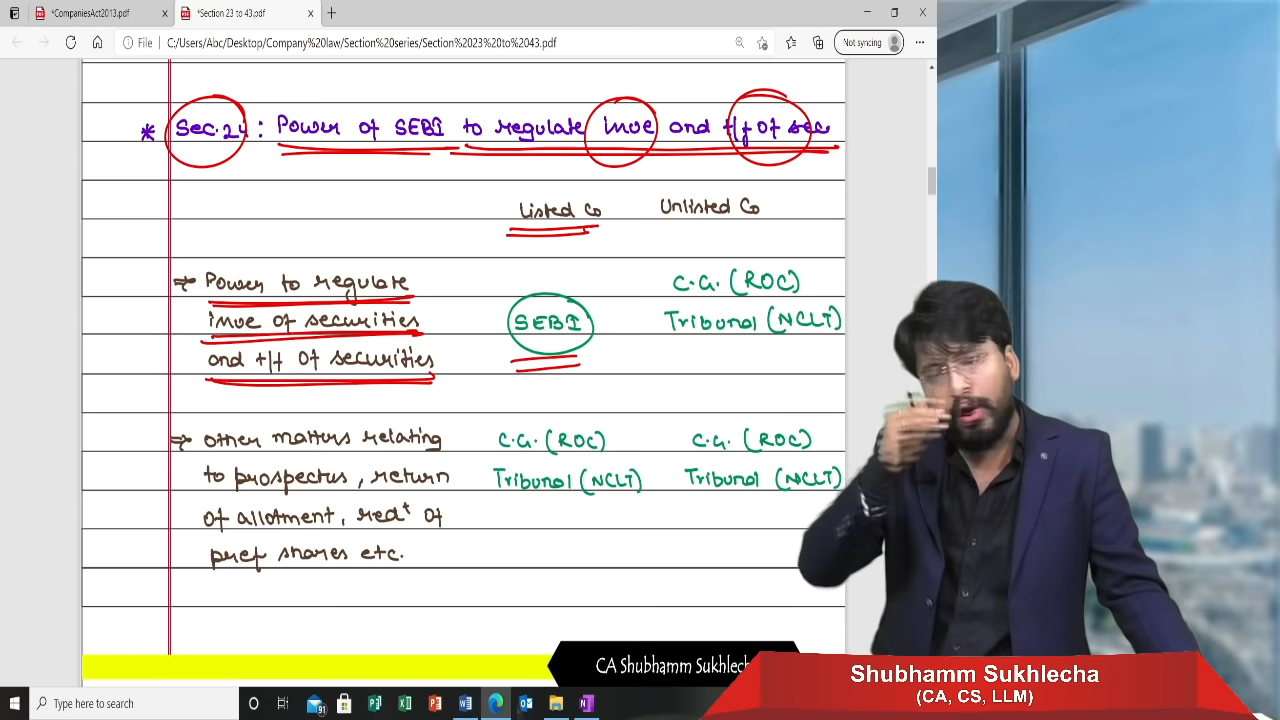 *CompaniesAct2013.pdf
*Section 23 to 43.pdf
File C:/Users/Abc/Desktop/Company%20law/Section%20series/Section%2023%20to%2043.pdf
Not syncing
* Sec.24 : Power of SEBI to regulate issue and t/f of sec
Listed Co Unlisted Co
⇒ Power to regulate
issue of securities
and t/f of securities
SEBI
C.G. (ROC)
Tribunal (NCLT)
⇒ Other matters relating
to prospectus, return
of allotment, redt of
pref shares etc.
C.G. (ROC)
Tribunal (NCLT)
C.G. (ROC)
Tribunal (NCLT)
CA Shubhamm Sukhlech
Shubhamm Sukhlecha
(CA, CS, LLM)
Type here to search
91